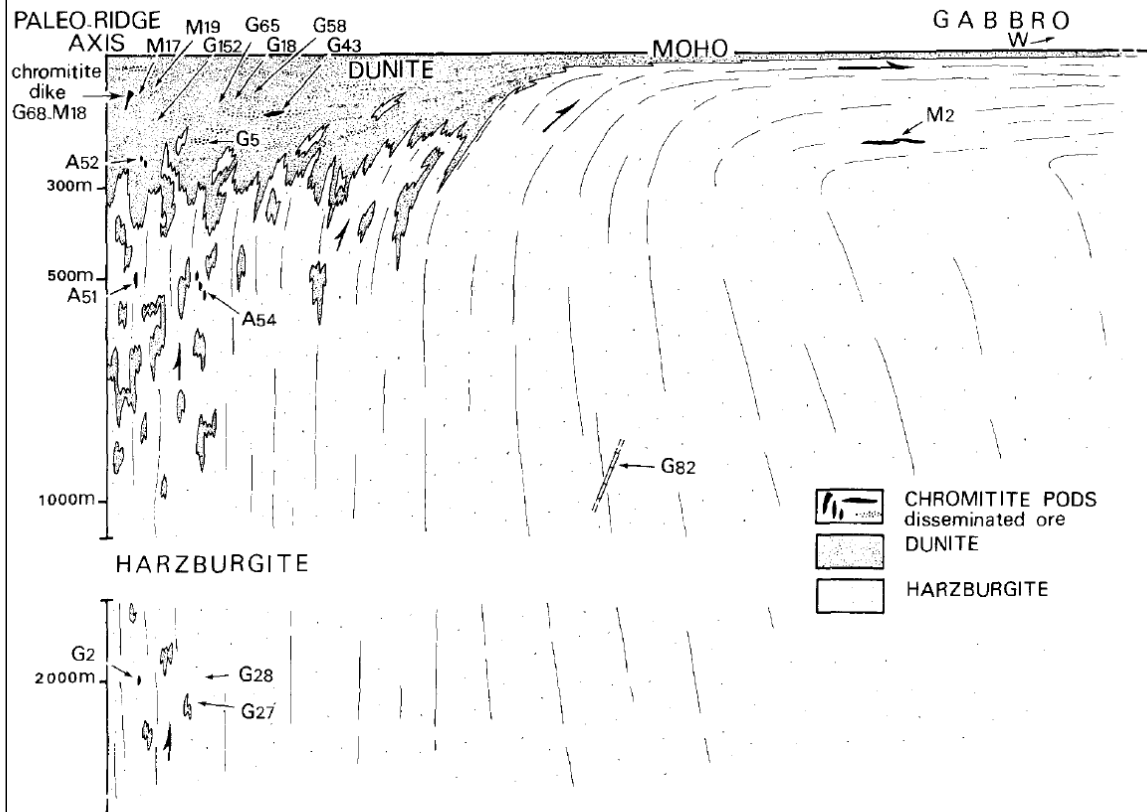 PALEO-RIDGE
AXIS
M17
M19
G152
G65
G18
G58
G43
GABBRO
W
MOHO
DUNITE
chromitite
dike
G68-M18
G5
M2
A52
300m
500m
A51
A54
G82
1000m
CHROMITITE PODS
disseminated ore
DUNITE
HARZBURGITE
HARZBURGITE
G2
2000m
G28
G27